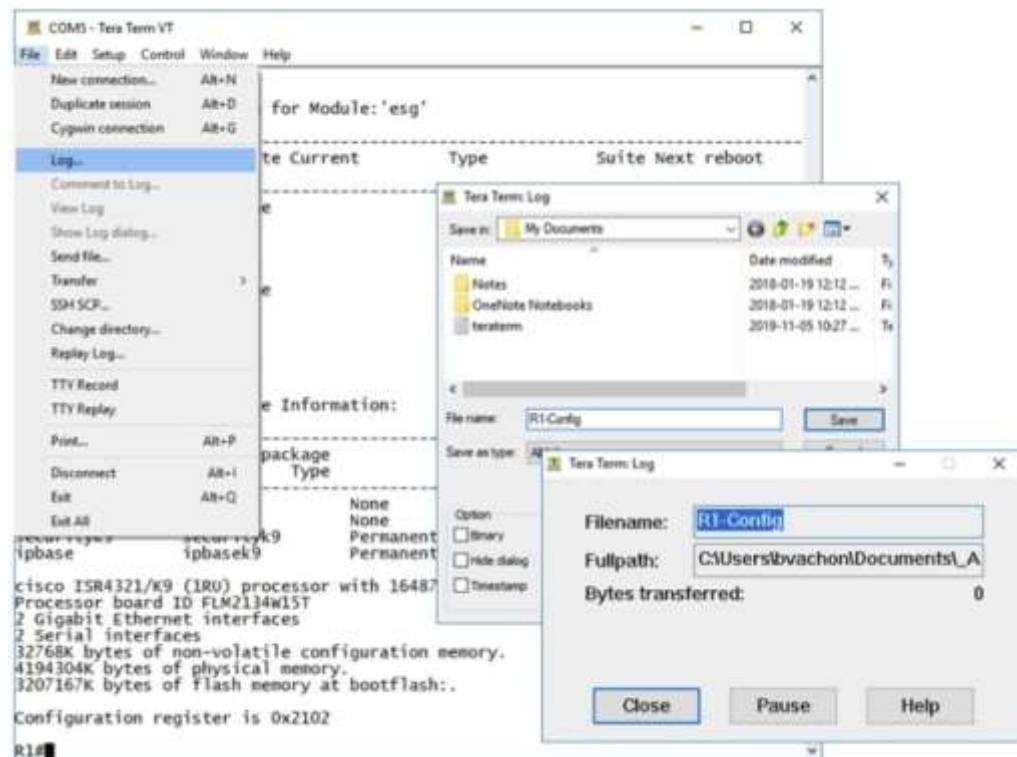 COM5 - Tera Term VT
File Edit Setup Control Window Help
New connection... Alt+N
Duplicate session Alt+D
Cygwin connection Alt+G
Log...
Comment to Log...
View Log
Show Log dialog...
Send file...
Transfer >
SSH SCP...
Change directory...
Replay Log...
TTY Record
TTY Replay
Print... Alt+P
Disconnect Alt+I
Exit Alt+Q
Exit All
for Module:'esg'
te Current Type Suite Next reboot
e
e
e Information:
package
Type
None
None
securityk9 securityk9 Permanent
ipbase ipbasek9 Permanent
cisco ISR4321/K9 (1RU) processor with 16487
Processor board ID FLM2134W15T
2 Gigabit Ethernet interfaces
2 Serial interfaces
32768K bytes of non-volatile configuration memory.
4194304K bytes of physical memory.
3207167K bytes of flash memory at bootflash:.
Configuration register is 0x2102
R1#
Tera Term: Log
Save in: My Documents
Name Date modified Ty
Notes 2018-01-19 12:12 ... Fi
OneNote Notebooks 2018-01-19 12:12 ... Fi
teraterm 2019-11-05 10:27 ... Te
File name: R1-Config Save
Save as type:
Option
Binary
Hide dialog
Timestamp
Tera Term: Log
Filename: R1-Config
Fullpath: C:\Users\bvachon\Documents\_A
Bytes transferred: 0
Close Pause Help